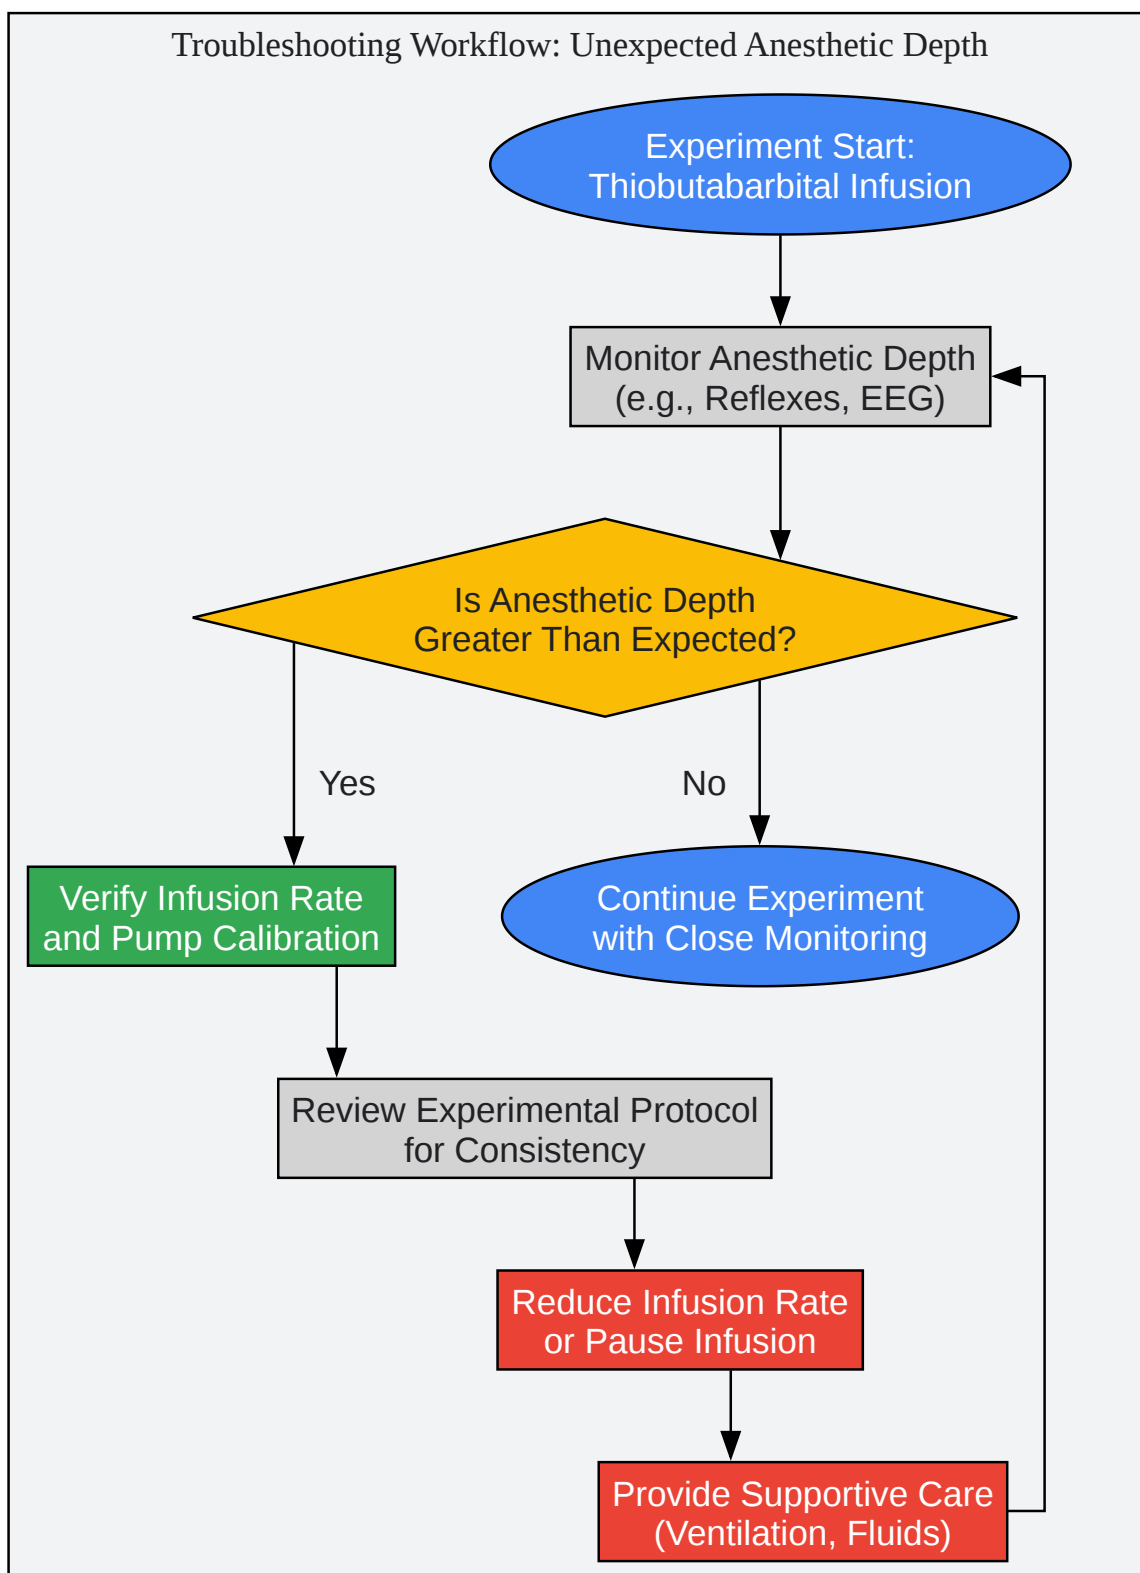 Troubleshooting Workflow: Unexpected Anesthetic Depth
Experiment Start:
Thiobutabarbital Infusion
Monitor Anesthetic Depth
(e.g., Reflexes, EEG)
Is Anesthetic Depth
Greater Than Expected?
Yes
No
Verify Infusion Rate
and Pump Calibration
Continue Experiment
with Close Monitoring
Review Experimental Protocol
for Consistency
Reduce Infusion Rate
or Pause Infusion
Provide Supportive Care
(Ventilation, Fluids)